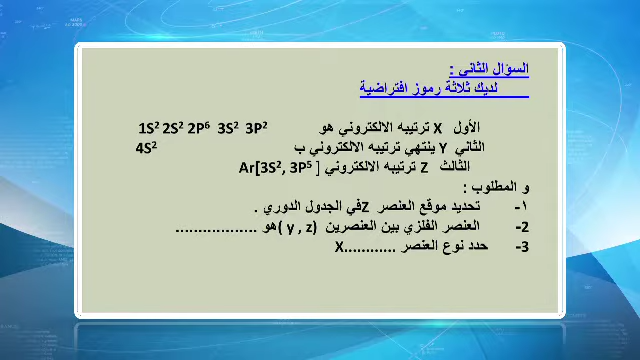 السؤال الثاني :
لديك ثلاثة رموز افتراضية
الأول X ترتيبه الالكتروني هو 1S² 2S² 2P⁶ 3S² 3P²
الثاني Y ينتهي ترتيبه الالكتروني ب 4S²
الثالث Z ترتيبه الالكتروني [ Ar[3S², 3P⁵
و المطلوب :
١- تحديد موقع العنصر Zفي الجدول الدوري .
2- العنصر الفلزي بين العنصرين (y , z )هو ..................
3- حدد نوع العنصر X............